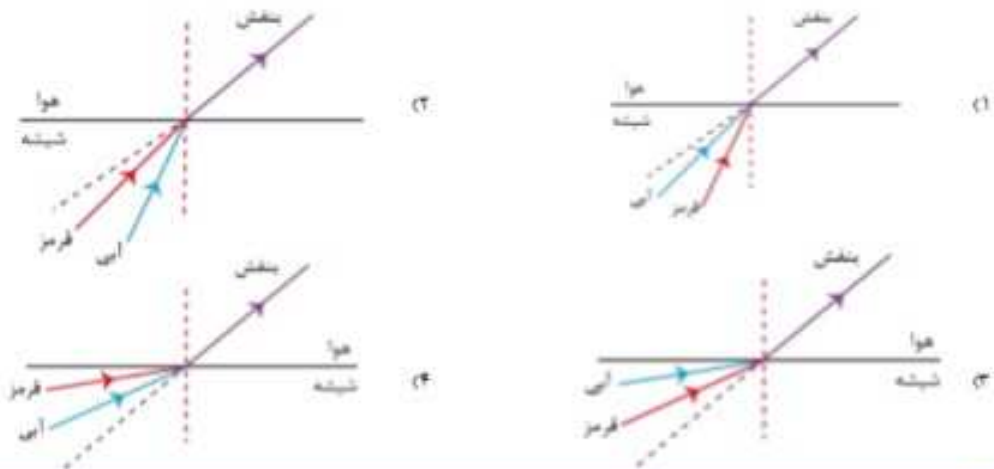 (۱
بنفش
هوا
شیشه
آبی
قرمز
(۲
بنفش
هوا
شیشه
قرمز
آبی
(۳
بنفش
هوا
شیشه
آبی
قرمز
(۴
بنفش
هوا
شیشه
قرمز
آبی